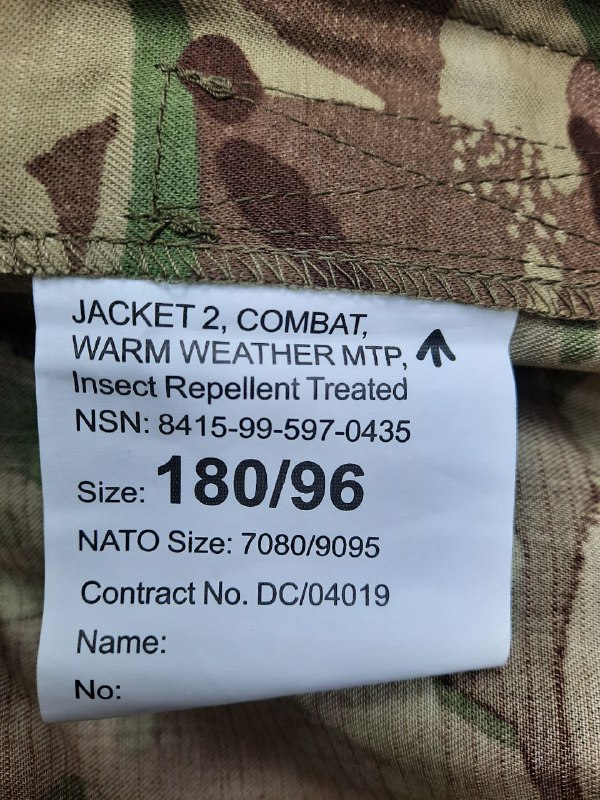 JACKET 2, COMBAT,
WARM WEATHER MTP,
Insect Repellent Treated
NSN: 8415-99-597-0435
Size: 180/96
NATO Size: 7080/9095
Contract No. DC/04019
Name:
No: